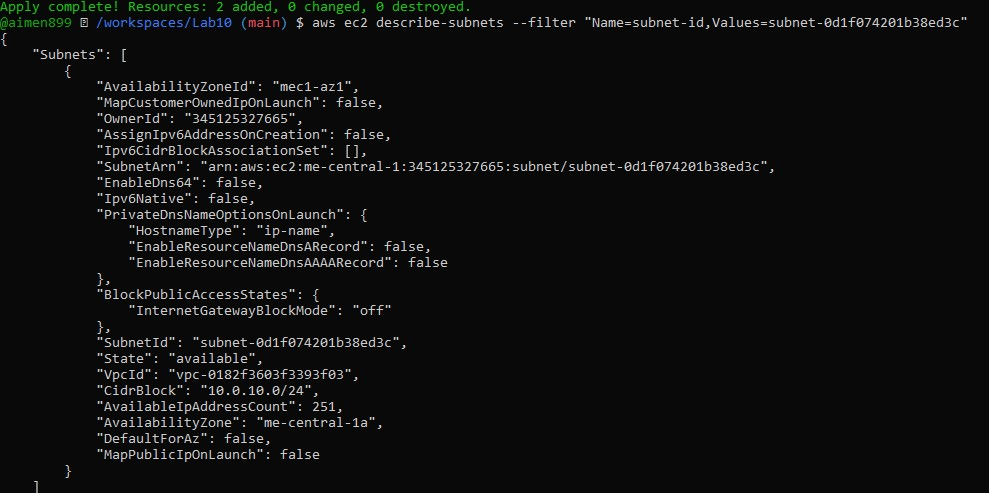 Apply complete! Resources: 2 added, 0 changed, 0 destroyed.
@aimen899 /workspaces/Lab10 (main) $ aws ec2 describe-subnets --filter "Name=subnet-id,Values=subnet-0d1f074201b38ed3c"
{
    "Subnets": [
        {
            "AvailabilityZoneId": "mec1-az1",
            "MapCustomerOwnedIpOnLaunch": false,
            "OwnerId": "345125327665",
            "AssignIpv6AddressOnCreation": false,
            "Ipv6CidrBlockAssociationSet": [],
            "SubnetArn": "arn:aws:ec2:me-central-1:345125327665:subnet/subnet-0d1f074201b38ed3c",
            "EnableDns64": false,
            "Ipv6Native": false,
            "PrivateDnsNameOptionsOnLaunch": {
                "HostnameType": "ip-name",
                "EnableResourceNameDnsARecord": false,
                "EnableResourceNameDnsAAAARecord": false
            },
            "BlockPublicAccessStates": {
                "InternetGatewayBlockMode": "off"
            },
            "SubnetId": "subnet-0d1f074201b38ed3c",
            "State": "available",
            "VpcId": "vpc-0182f3603f3393f03",
            "CidrBlock": "10.0.10.0/24",
            "AvailableIpAddressCount": 251,
            "AvailabilityZone": "me-central-1a",
            "DefaultForAz": false,
            "MapPublicIpOnLaunch": false
        }
    ]